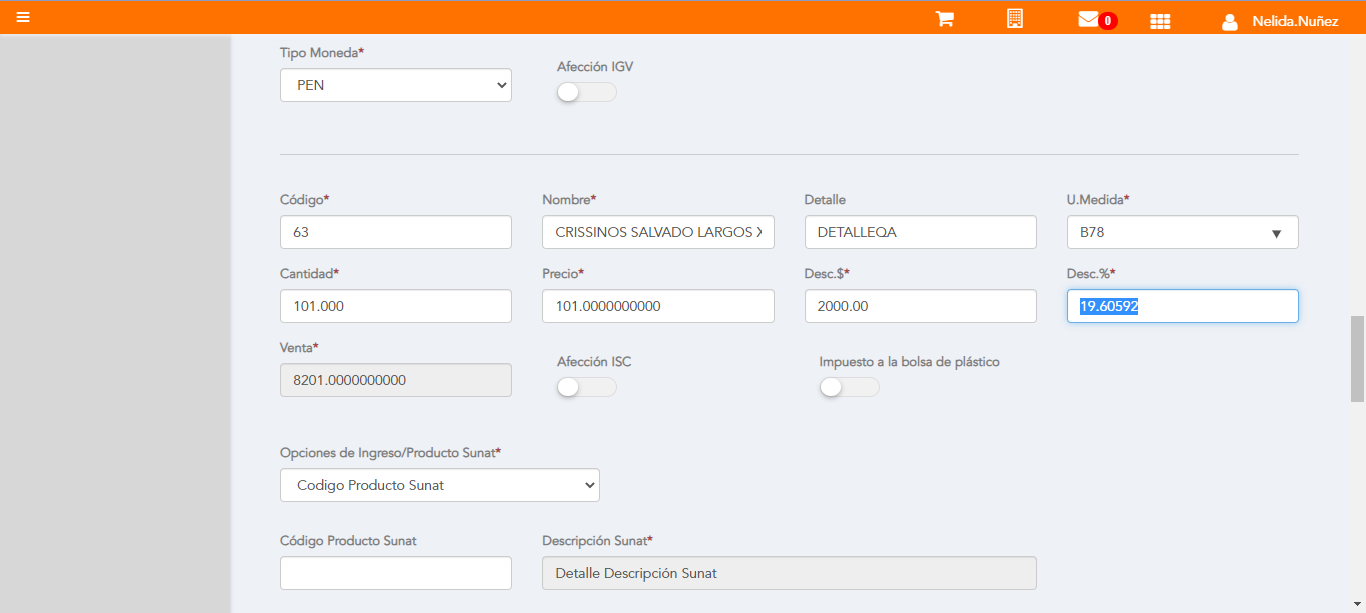 0
Nelida.Nuñez
Tipo Moneda*
Afección IGV
PEN
Código* Nombre* Detalle U.Medida*
63 CRISSINOS SALVADO LARGOS X DETALLEQA B78
Cantidad* Precio* Desc.$* Desc.%*
101.000 101.0000000000 2000.00 19.60592
Venta*
Afección ISC Impuesto a la bolsa de plástico
8201.0000000000
Opciones de Ingreso/Producto Sunat*
Codigo Producto Sunat
Código Producto Sunat Descripción Sunat*
Detalle Descripción Sunat